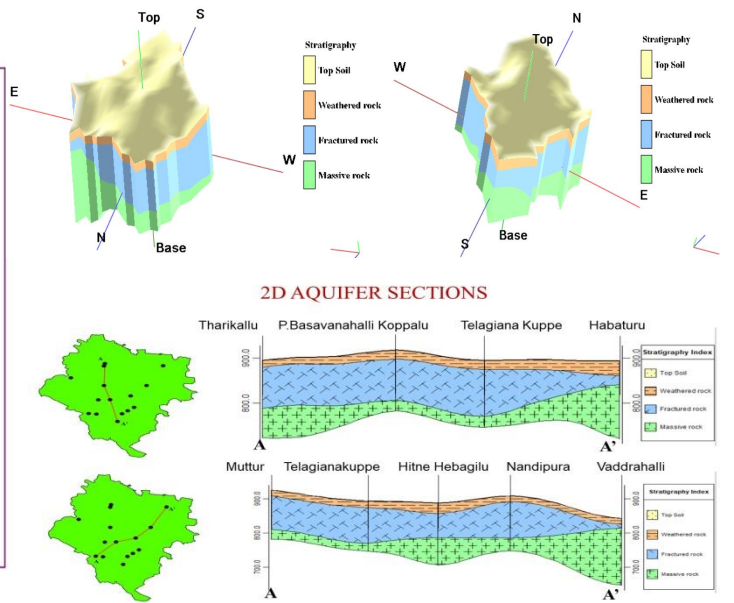 Top
S
E
W
N
Base
Stratigraphy
Top Soil
Weathered rock
Fractured rock
Massive rock
N
Top
W
E
S
Base
Stratigraphy
Top Soil
Weathered rock
Fractured rock
Massive rock
2D AQUIFER SECTIONS
Tharikallu P.Basavanahalli Koppalu Telagiana Kuppe Habaturu
900.0
800.0
900.0
800.0
A
A'
Stratigraphy Index
Top Soil
Weathered rock
Fractured rock
Massive rock
Muttur Telagianakuppe Hitne Hebagilu Nandipura Vaddrahalli
900.0
800.0
700.0
900.0
800.0
700.0
A
A'
Stratigraphy Index
Top Soil
Weathered rock
Fractured rock
Massive rock